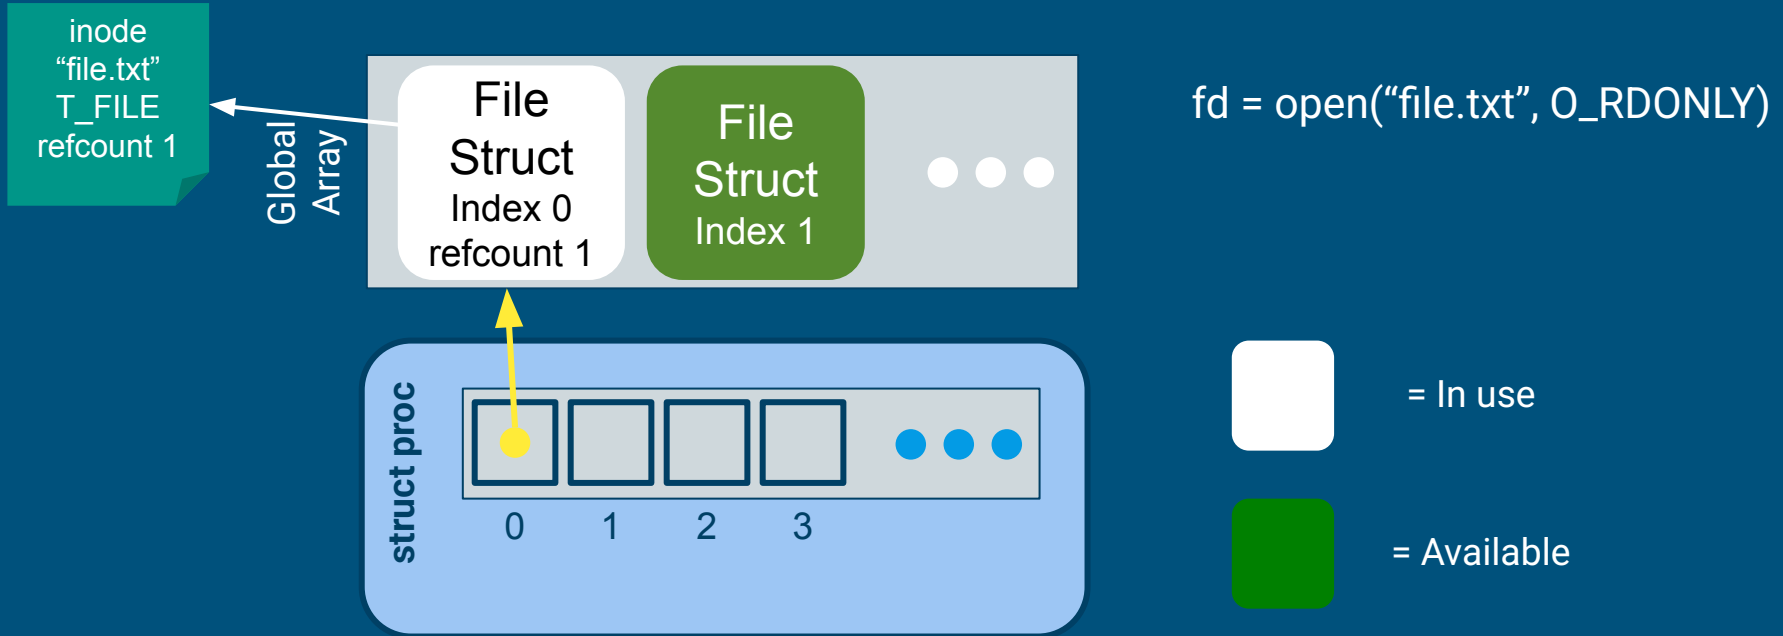 inode
“file.txt”
T_FILE
refcount 1
Global
Array
File
Struct
Index 0
refcount 1
File
Struct
Index 1
fd = open(“file.txt”, O_RDONLY)
struct proc
0 1 2 3
= In use
= Available